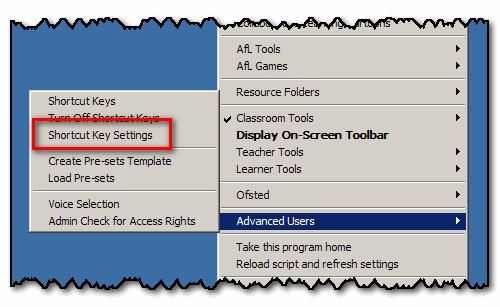 AfL Tools
AfL Games
Resource Folders
Classroom Tools
Display On-Screen Toolbar
Teacher Tools
Learner Tools
Ofsted
Advanced Users
Take this program home
Reload script and refresh settings
Shortcut Keys
Turn Off Shortcut Keys
Shortcut Key Settings
Create Pre-sets Template
Load Pre-sets
Voice Selection
Admin Check for Access Rights